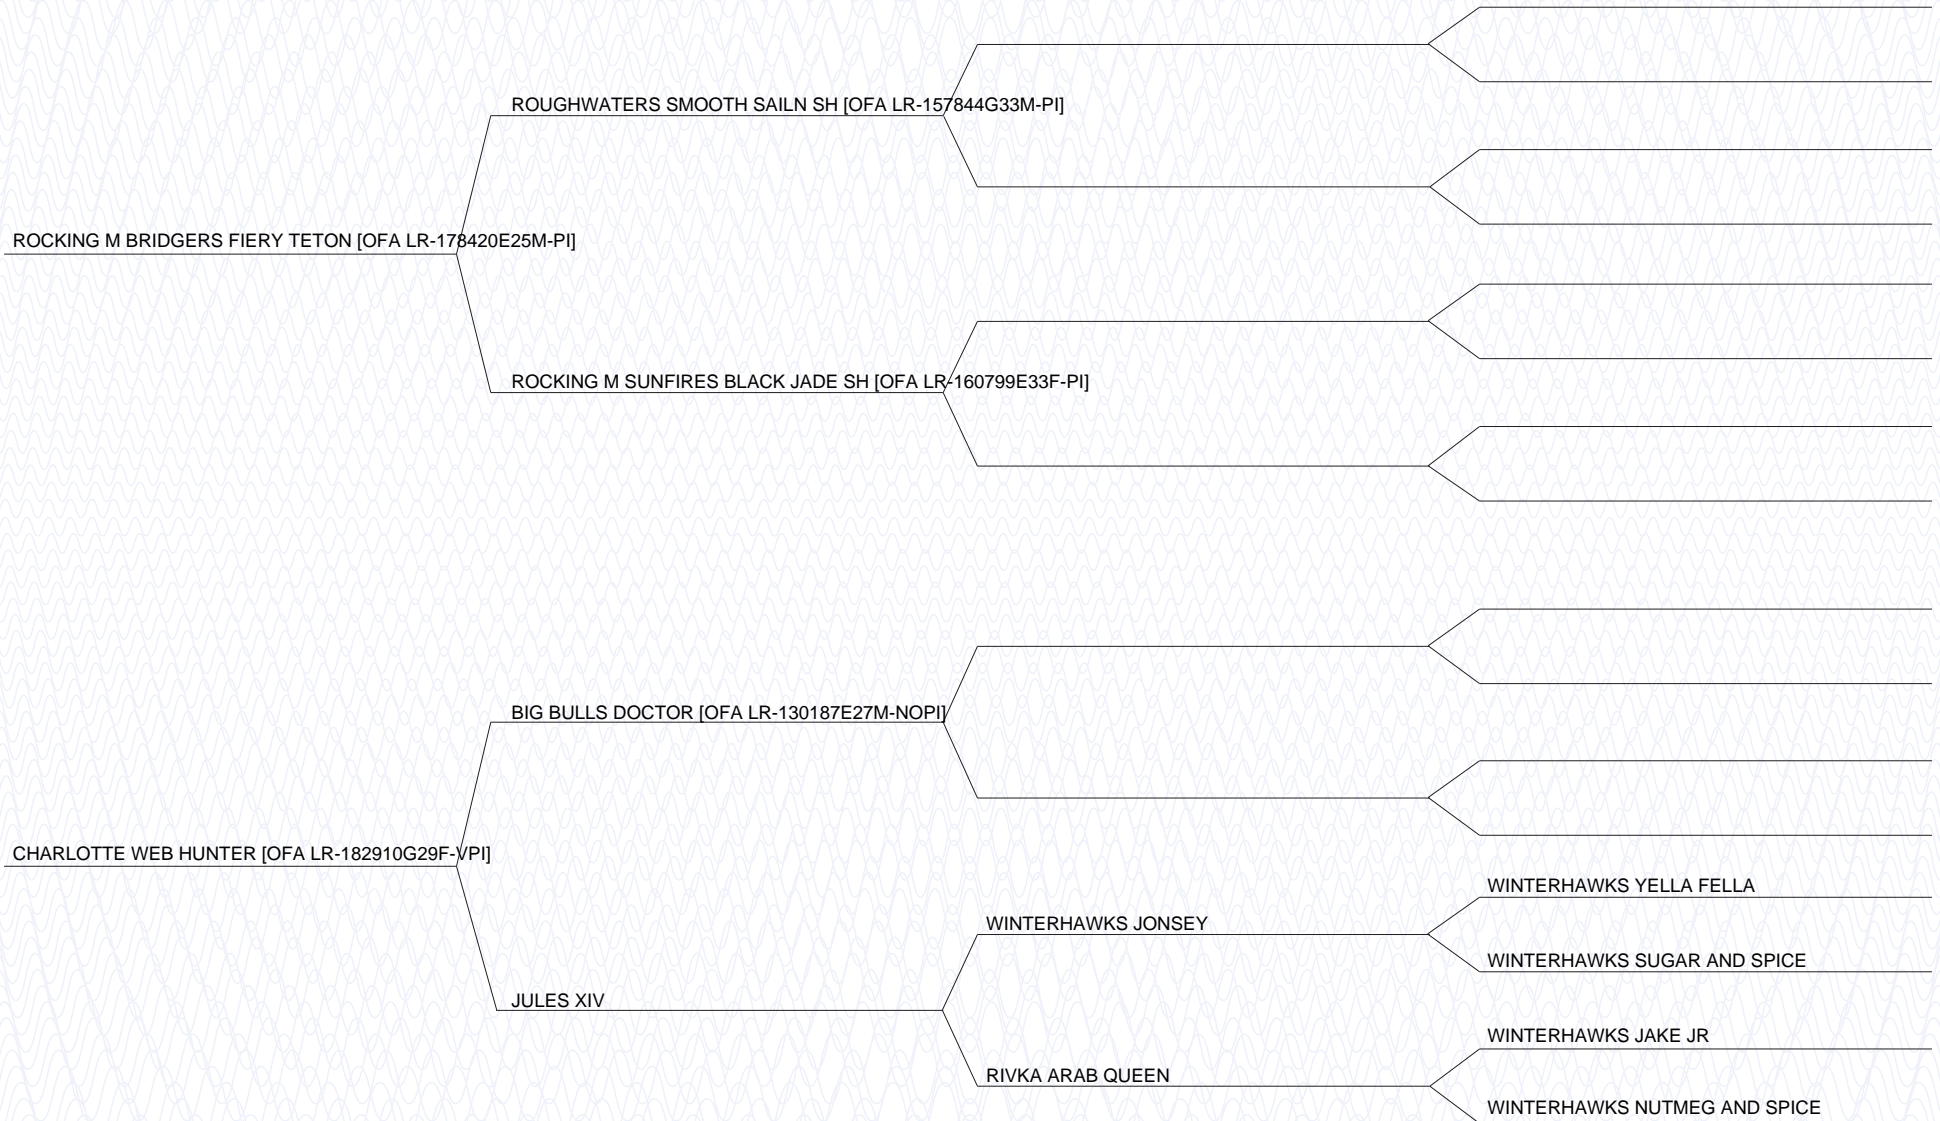 ROUGHWATERS SMOOTH SAILN SH [OFA LR-157844G33M-PI]
ROCKING M BRIDGERS FIERY TETON [OFA LR-178420E25M-PI]
ROCKING M SUNFIRES BLACK JADE SH [OFA LR-160799E33F-PI]
BIG BULLS DOCTOR [OFA LR-130187E27M-NOPI]
CHARLOTTE WEB HUNTER [OFA LR-182910G29F-VPI]
WINTERHAWKS YELLA FELLA
WINTERHAWKS JONSEY
WINTERHAWKS SUGAR AND SPICE
JULES XIV
WINTERHAWKS JAKE JR
RIVKA ARAB QUEEN
WINTERHAWKS NUTMEG AND SPICE